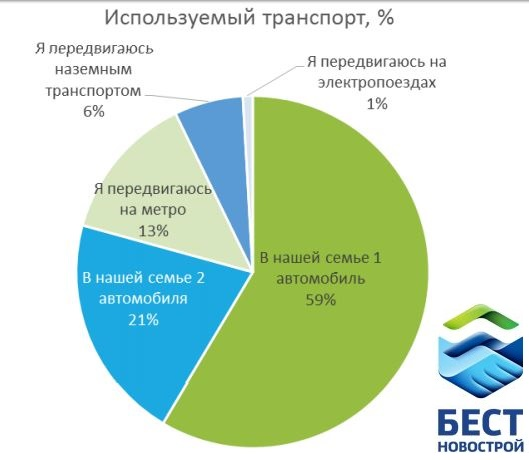 Используемый транспорт, %
Я передвигаюсь
наземным
транспортом
6%
Я передвигаюсь на
электропоездах
1%
Я передвигаюсь
на метро
13%
В нашей семье 1
автомобиль
59%
В нашей семье 2
автомобиля
21%
БЕСТ
НОВОСТРОЙ